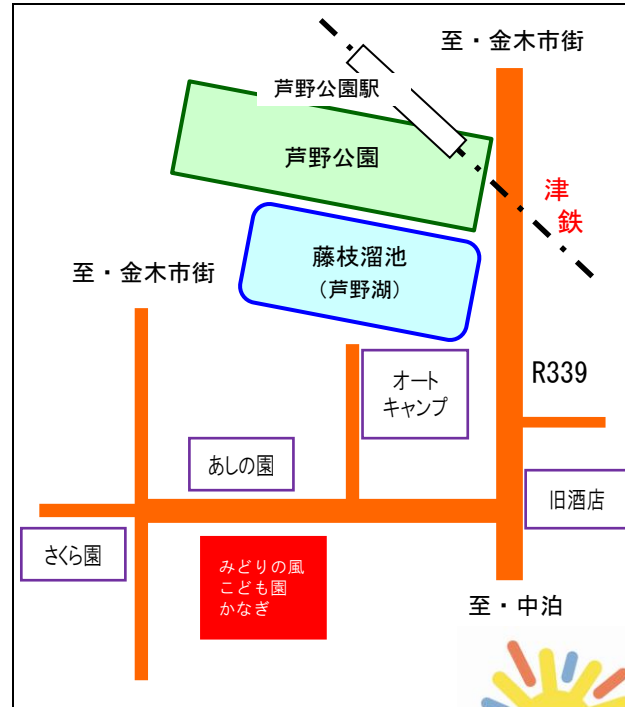 至・金木市街
芦野公園駅
芦野公園
津
鉄
藤枝溜池
（芦野湖）
至・金木市街
オート
キャンプ
R339
あしの園
旧酒店
さくら園
みどりの風
こども園
かなぎ
至・中泊